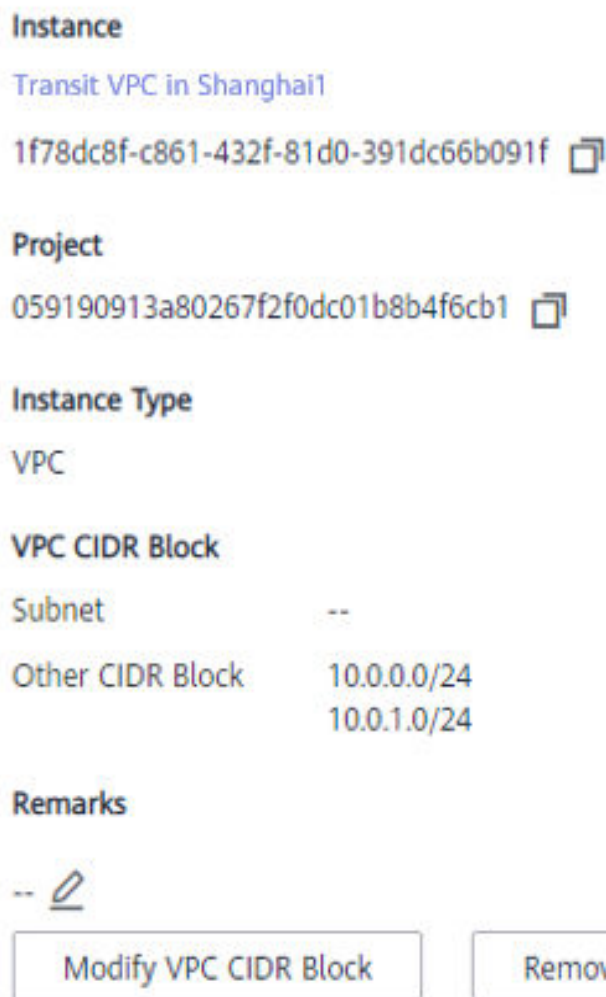 Instance
Transit VPC in Shanghai1
1f78dc8f-c861-432f-81d0-391dc66b091f
Project
059190913a80267f2f0dc01b8b4f6cb1
Instance Type
VPC
VPC CIDR Block
Subnet --
Other CIDR Block 10.0.0.0/24
10.0.1.0/24
Remarks
--
Modify VPC CIDR Block